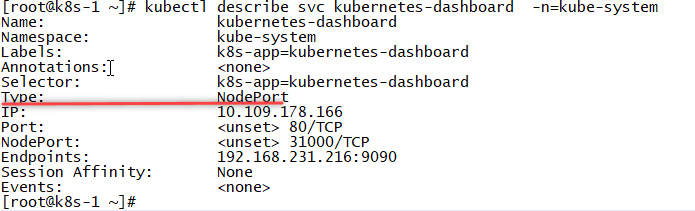 [root@k8s-1 ~]# kubectl describe svc kubernetes-dashboard  -n=kube-system
Name:                   kubernetes-dashboard
Namespace:              kube-system
Labels:                 k8s-app=kubernetes-dashboard
Annotations:            <none>
Selector:               k8s-app=kubernetes-dashboard
Type:                   NodePort
IP:                     10.109.178.166
Port:                   <unset> 80/TCP
NodePort:               <unset> 31000/TCP
Endpoints:              192.168.231.216:9090
Session Affinity:       None
Events:                 <none>
[root@k8s-1 ~]#